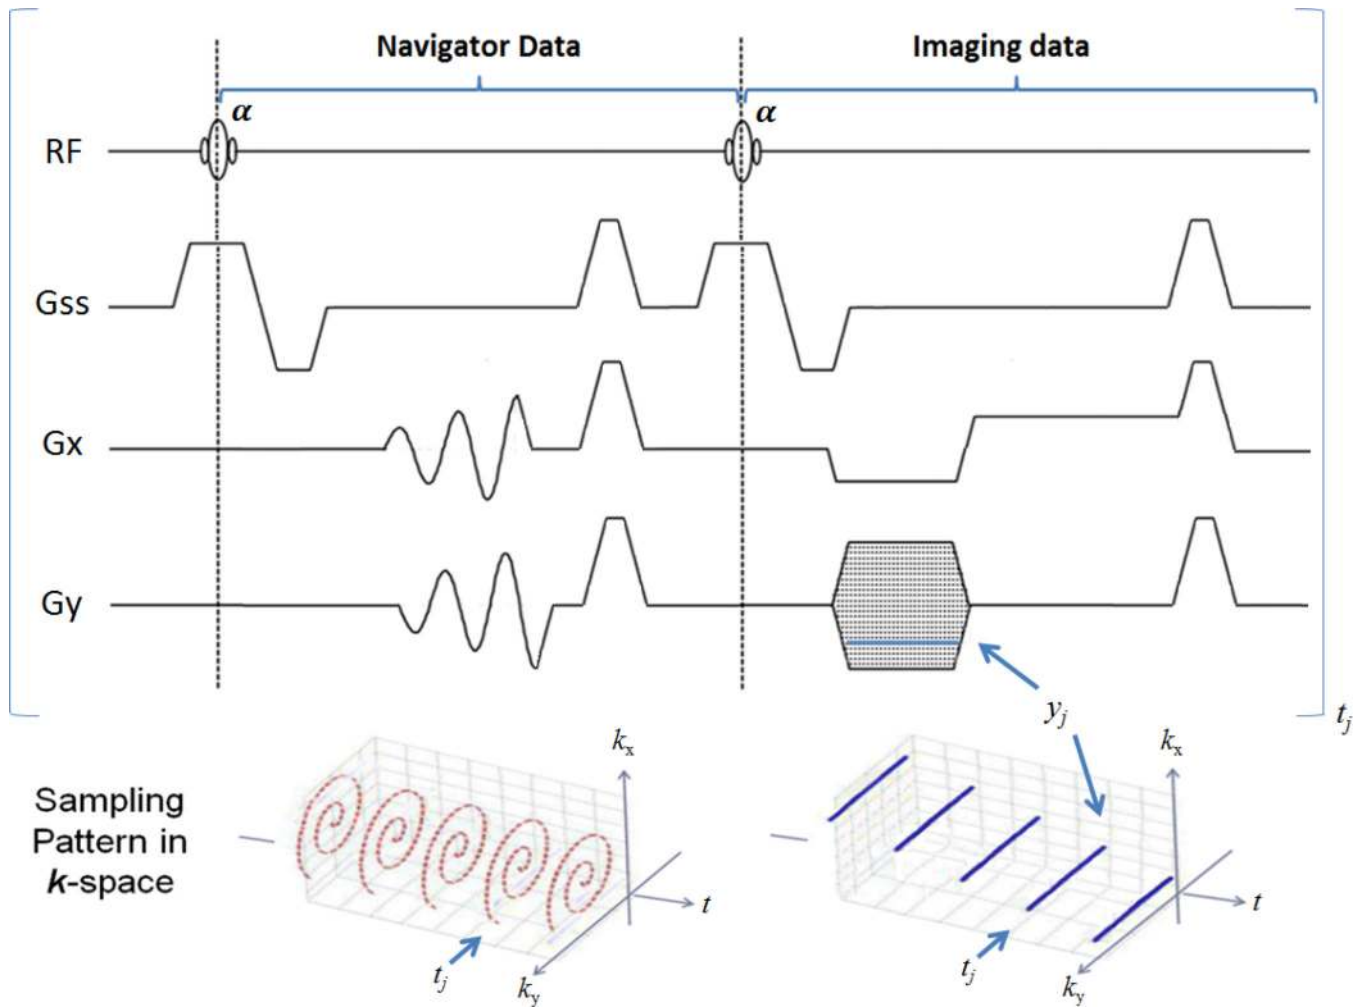 Navigator Data
Imaging data
α
α
RF
Gss
Gx
Gy
y_j
t_j
Sampling
Pattern in
k-space
k_x
t
t_j
k_y
k_x
t
t_j
k_y